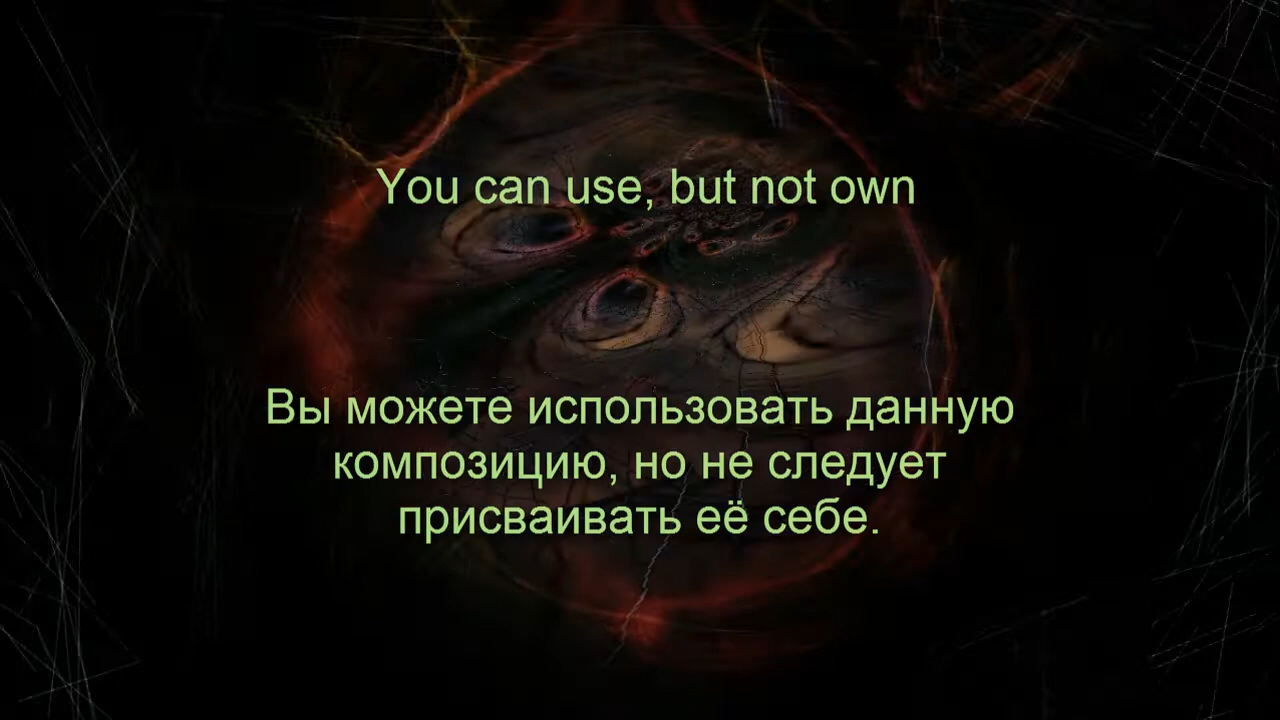 You can use, but not own
Вы можете использовать данную
композицию, но не следует
присваивать её себе.